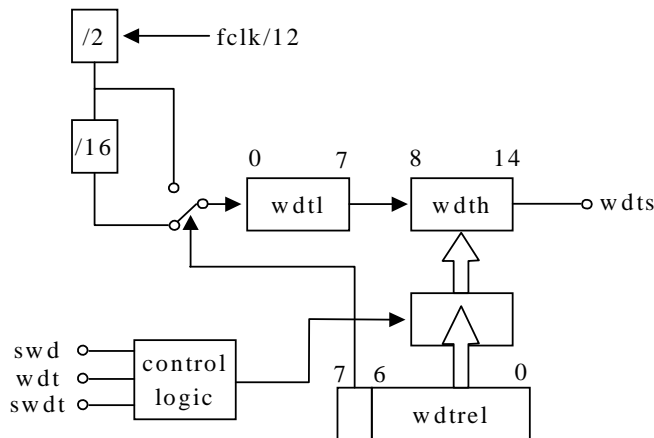 /2
fclk/12
/16
0 7 8 14
wdtl
wdth
wdts
swd
wdt
swdt
control
logic
7 6 0
wdtrel